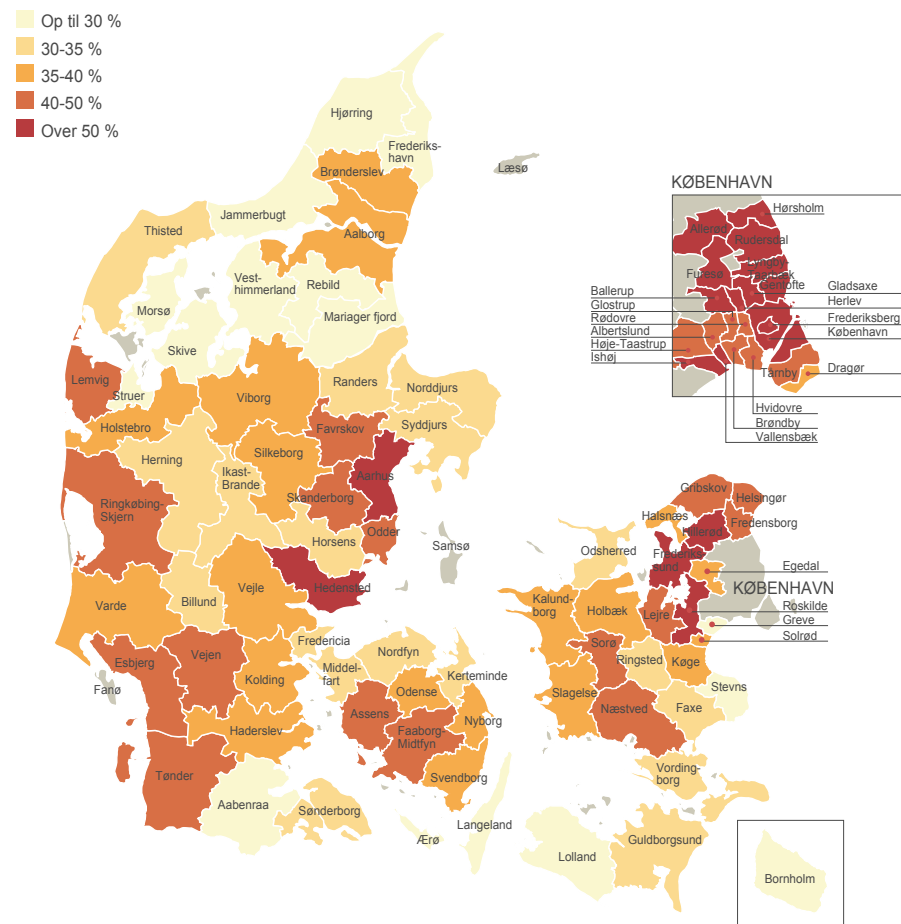 Op til 30 %
30-35 %
35-40 %
40-50 %
Over 50 %
Hjørring
Frederiks-
havn
Brønderslev
Læsø
Jammerbugt
Thisted
Aalborg
Vest-
himmerland
Rebild
Morsø
Mariager fjord
Skive
Lemvig
Struer
Randers
Norddjurs
Viborg
Holstebro
Favrskov
Syddjurs
Silkeborg
Herning
Ikast-
Brande
Aarhus
Skanderborg
Ringkøbing-
Skjern
Odder
Horsens
Samsø
Hedensted
Vejle
Billund
Varde
Fredericia
Vejen
Esbjerg
Kolding
Middel-
fart
Nordfyn
Kerteminde
Odense
Fanø
Assens
Nyborg
Faaborg-
Midtfyn
Haderslev
Tønder
Svendborg
Aabenraa
Sønderborg
Langeland
Ærø
KØBENHAVN
Hørsholm
Allerød
Rudersdal
Lyngby-
Taarbæk
Furesø
Gentofte
Gladsaxe
Herlev
Frederiksberg
København
Dragør
Ballerup
Glostrup
Rødovre
Albertslund
Høje-Taastrup
Ishøj
Tårnby
Hvidovre
Brøndby
Vallensbæk
Gribskov
Helsingør
Halsnæs
Hillerød
Fredensborg
Odsherred
Frederiks-
sund
Egedal
KØBENHAVN
Kalund-
borg
Holbæk
Lejre
Roskilde
Greve
Solrød
Sorø
Ringsted
Køge
Stevns
Slagelse
Næstved
Faxe
Vording-
borg
Guldborgsund
Lolland
Bornholm